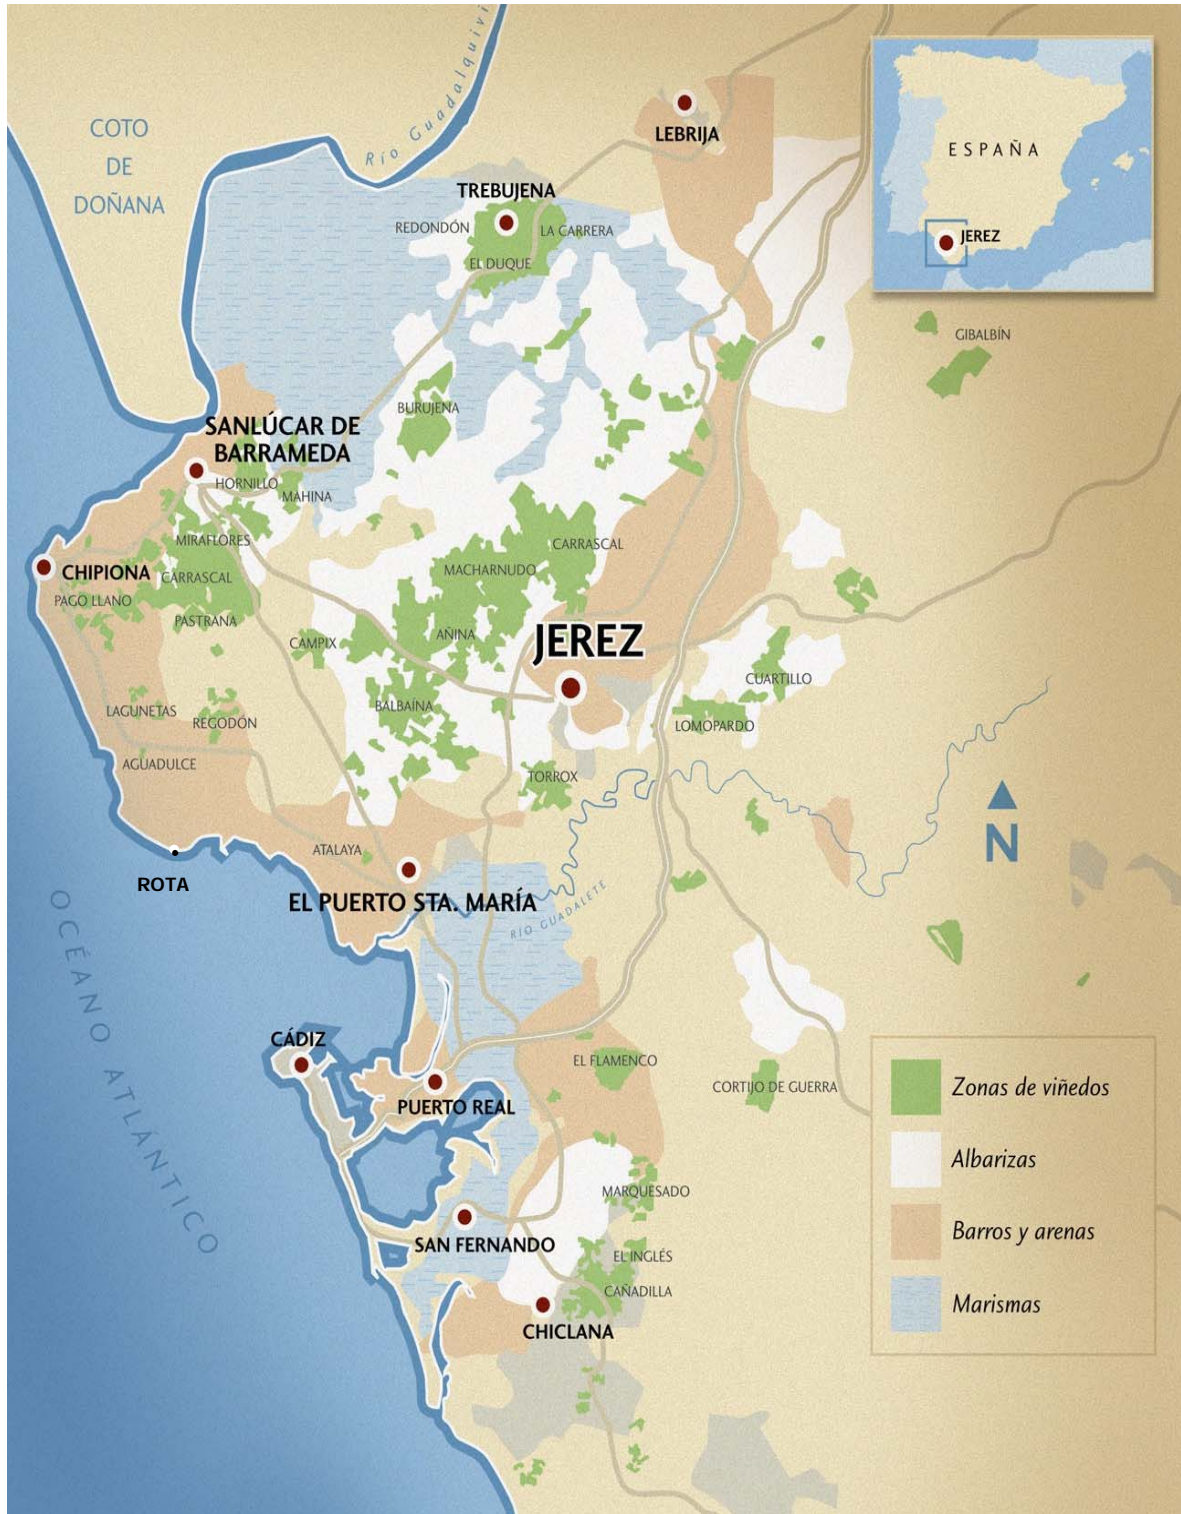 COTO
DE
DOÑANA
Río Guadalquivi
LEBRIJA
ESPAÑA
JEREZ
TREBUJENA
REDONDÓN
LA CARRERA
EL DUQUE
GIBALBÍN
BURUJENA
SANLÚCAR DE
BARRAMEDA
HORNILLO
MAHINA
MIRAFLORES
CARRASCAL
MACHARNUDO
CHIPIONA
CARRASCAL
PAGO LLANO
PASTRANA
CAMPIX
AÑINA
JEREZ
CUARTILLO
BALBAÍNA
LAGUNETAS
REGODÓN
LOMOPARDO
AGUADULCE
TORROX
N
ATALAYA
ROTA
EL PUERTO STA. MARÍA
RÍO GUADALETE
OCÉANO ATLÁNTICO
CÁDIZ
EL FLAMENCO
CORTIJO DE GUERRA
PUERTO REAL
MARQUESADO
SAN FERNANDO
EL INGLÉS
CAÑADILLA
CHICLANA
Zonas de viñedos
Albarizas
Barros y arenas
Marismas